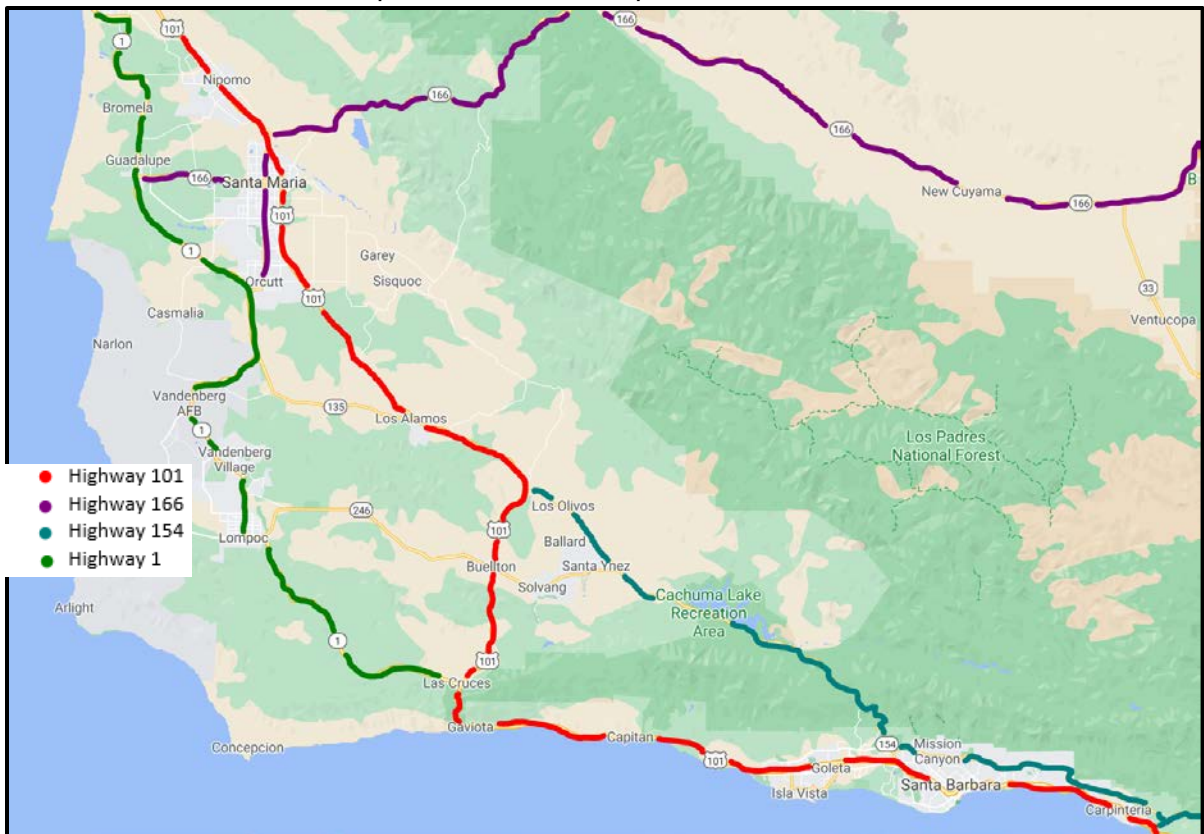 101
166
1
Nipomo
166
Bromela
166
Guadalupe
166
Santa Maria
B
New Cuyama
166
101
1
Garey
Orcutt
Sisquoc
33
101
Casmalia
Ventucopa
Narlon
Vandenberg
AFB
135
Los Alamos
1
Los Padres
National Forest
Vandenberg
Village
Highway 101
Highway 166
Highway 154
Highway 1
Los Olivos
246
101
Lompoc
Ballard
Buellton
Santa Ynez
Solvang
Cachuma Lake
Recreation
Area
Arlight
1
101
Las Cruces
Gaviota
Concepcion
Capitan
154
Mission
Canyon
101
Goleta
Isla Vista
Santa Barbara
Carpinteria